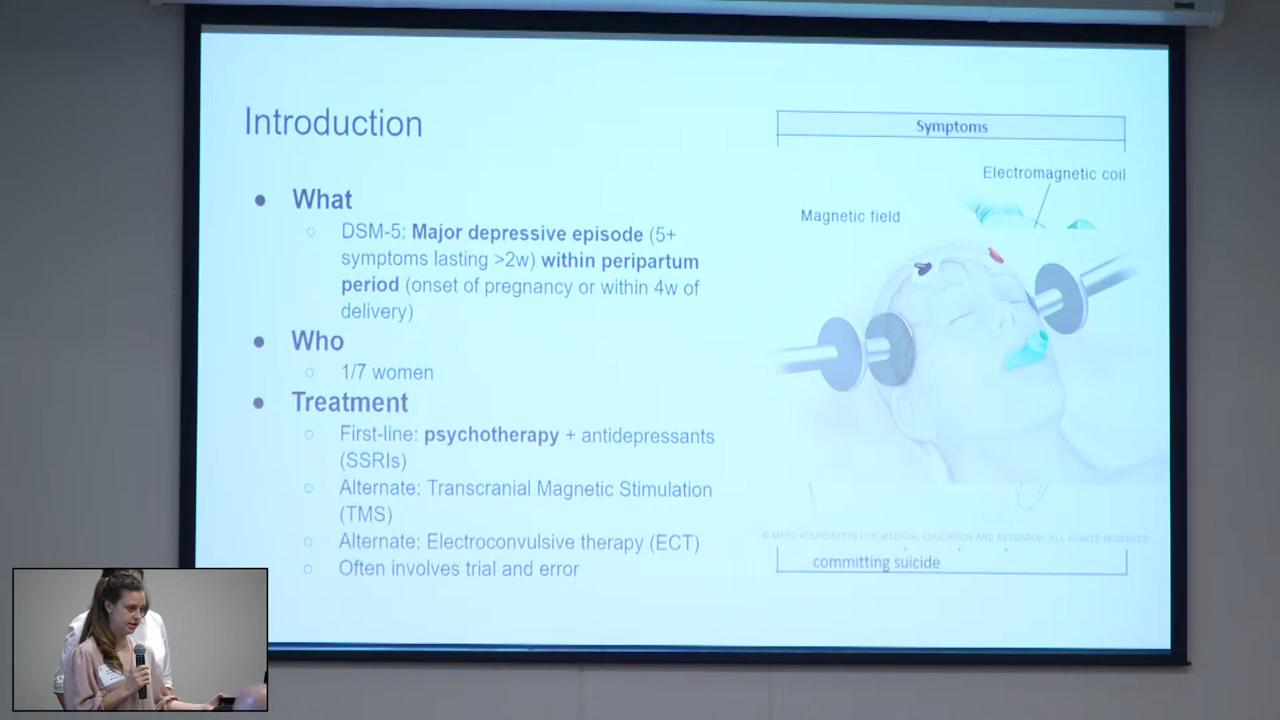 Introduction
What
DSM-5: Major depressive episode (5+
symptoms lasting >2w) within peripartum
period (onset of pregnancy or within 4w of
delivery)
Who
1/7 women
Treatment
First-line: psychotherapy + antidepressants
(SSRIs)
Alternate: Transcranial Magnetic Stimulation
(TMS)
Alternate: Electroconvulsive therapy (ECT)
Often involves trial and error
Symptoms
Electromagnetic coil
Magnetic field
© MAYO FOUNDATION FOR MEDICAL EDUCATION AND RESEARCH. ALL RIGHTS RESERVED.
committing suicide